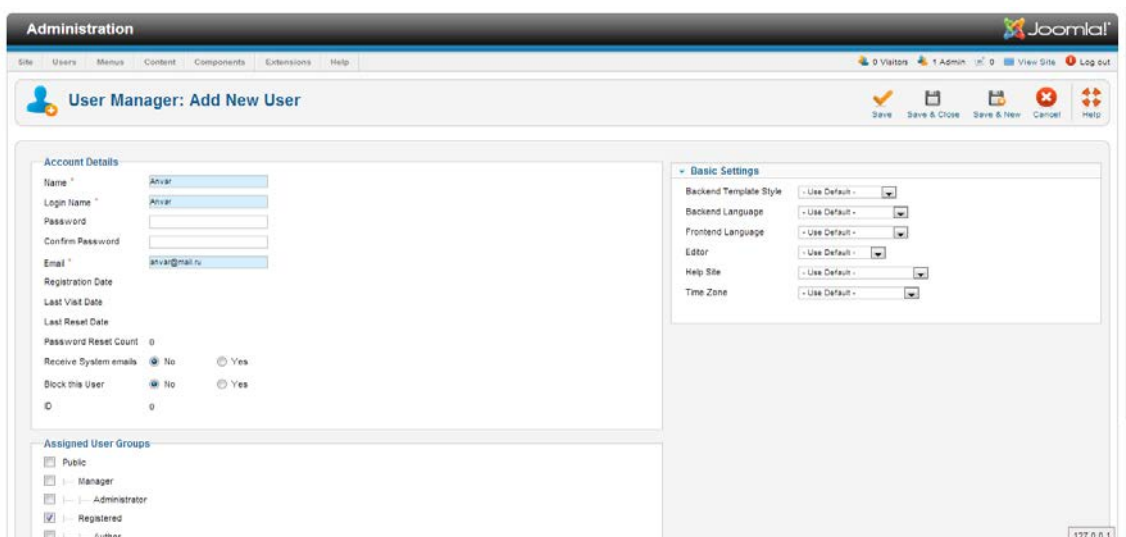 Administration
Joomla!
Site Users Menus Content Components Extensions Help
0 Visitors 1 Admin 0 View Site Log out
User Manager: Add New User
Save Save & Close Save & New Cancel Help
Account Details
Name *
Anvar
Login Name *
Anvar
Password
Confirm Password
Email *
anvar@mail.ru
Registration Date
Last Visit Date
Last Reset Date
Password Reset Count 0
Receive System emails No Yes
Block this User No Yes
ID 0
Assigned User Groups
Public
Manager
Administrator
Registered
Author
Basic Settings
Backend Template Style - Use Default -
Backend Language - Use Default -
Frontend Language - Use Default -
Editor - Use Default -
Help Site - Use Default -
Time Zone - Use Default -
127.0.0.1